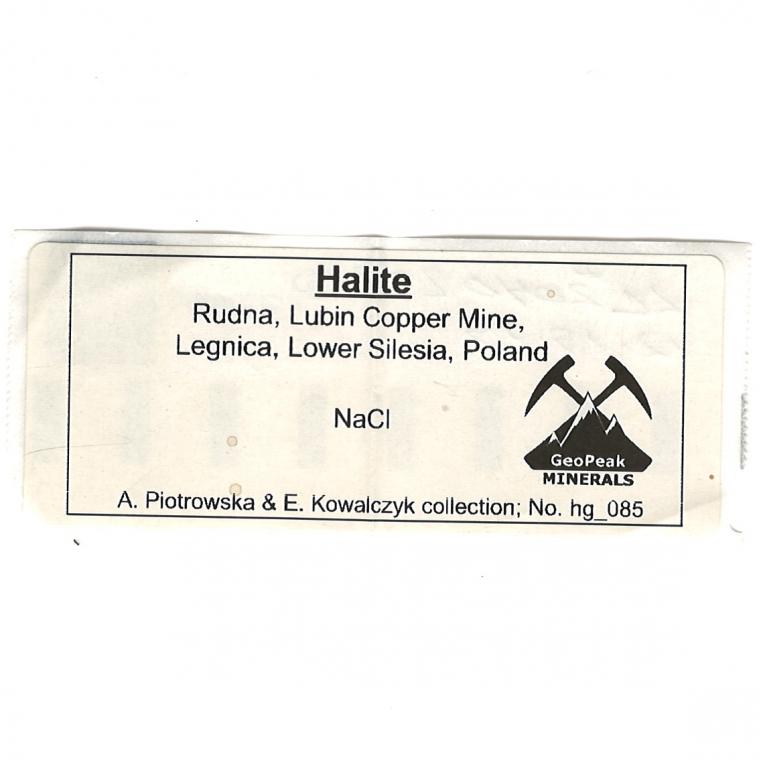 Halite
Rudna, Lubin Copper Mine,
Legnica, Lower Silesia, Poland
NaCl
GeoPeak
MINERALS
A. Piotrowska & E. Kowalczyk collection; No. hg_085